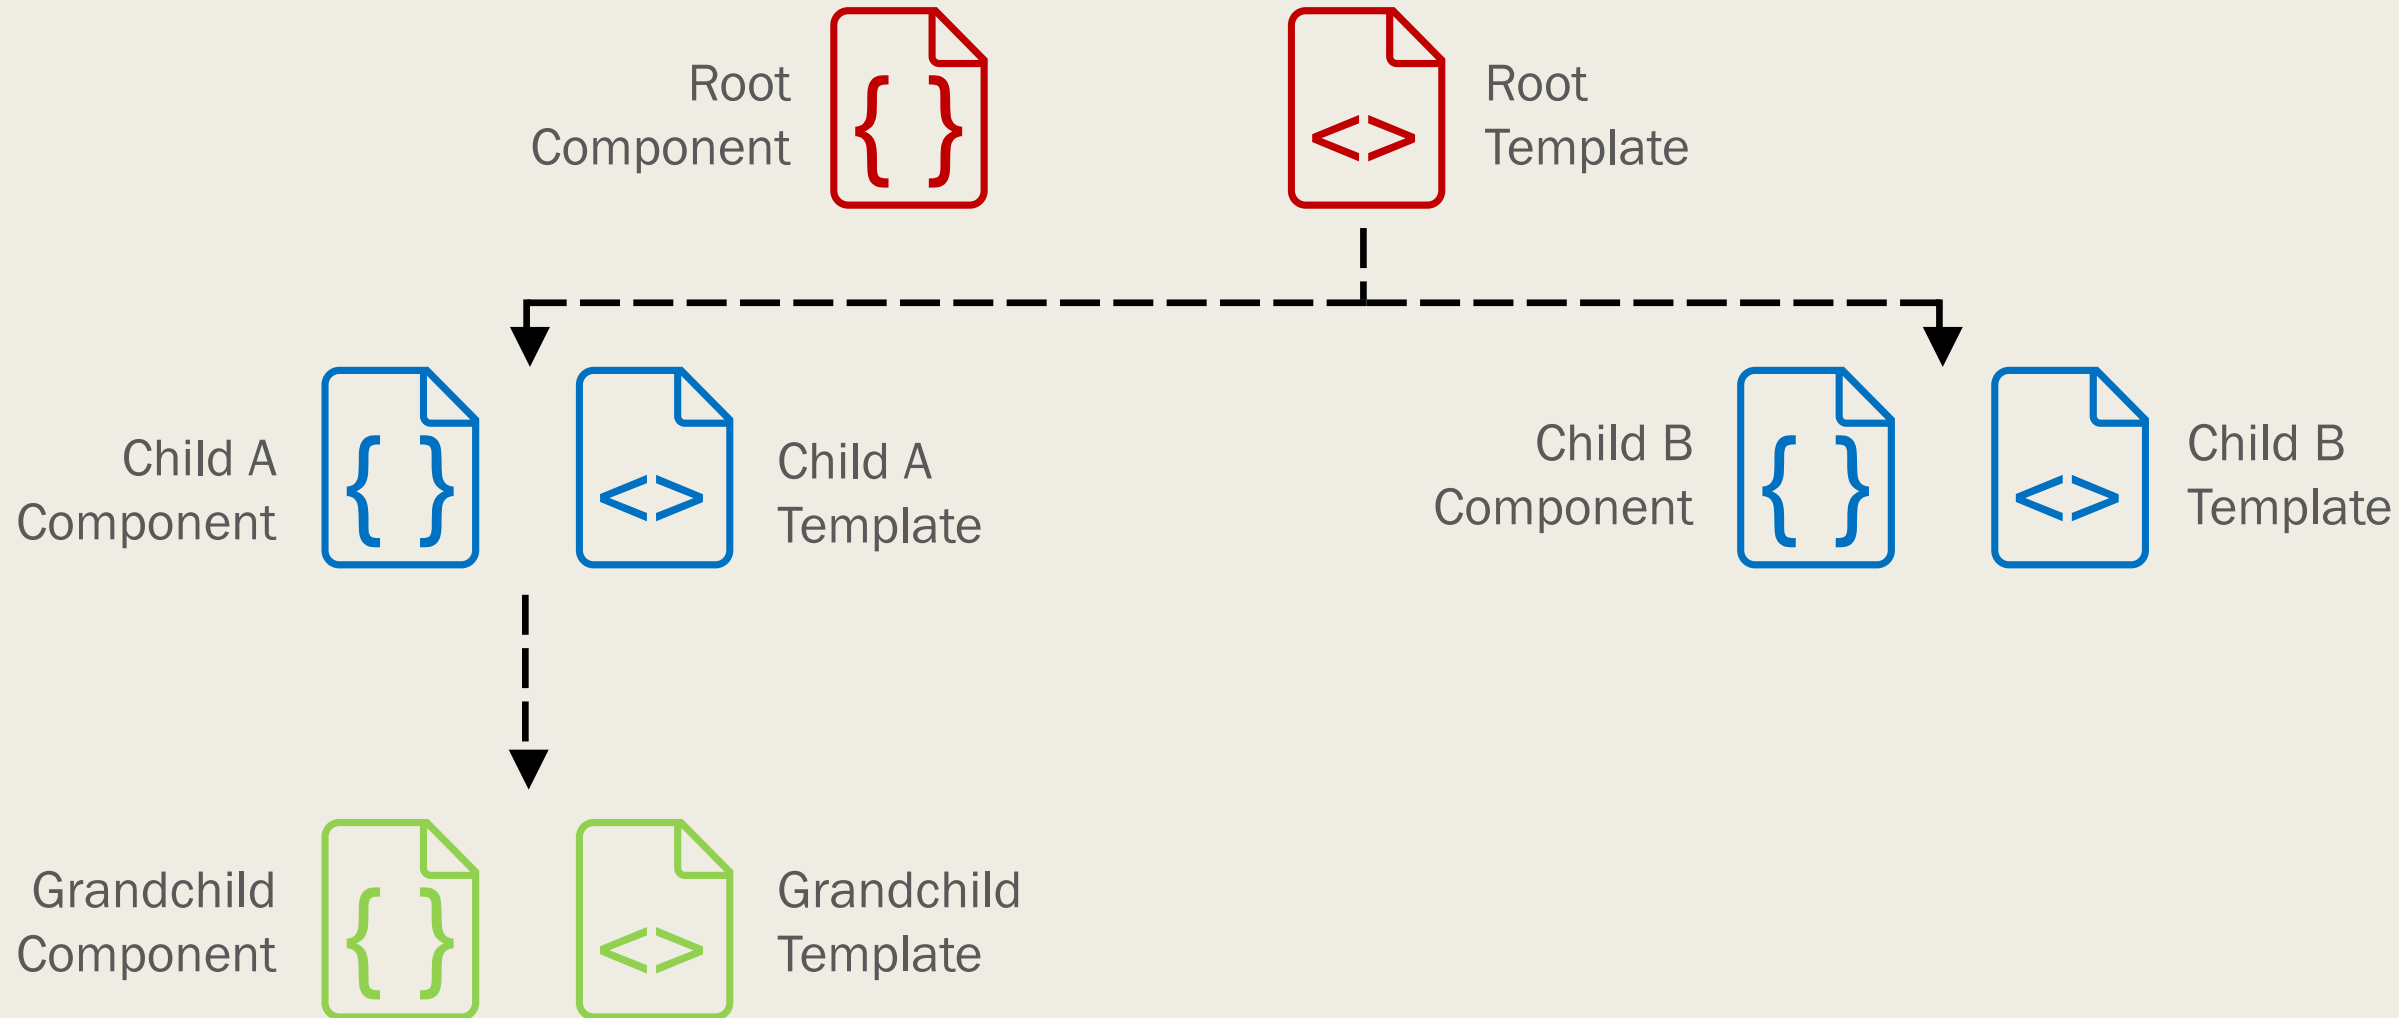 Root
Component
{ }
<>
Root
Template
Child A
Component
{ }
<>
Child A
Template
Child B
Component
{ }
<>
Child B
Template
Grandchild
Component
{ }
<>
Grandchild
Template